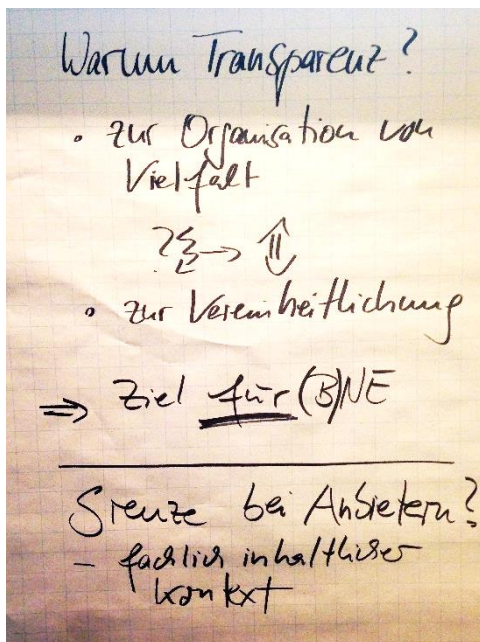 Warum Transparenz?
• zur Organisation von
Vielfalt
• zur Vereinheitlichung
⇒ Ziel für (B)NE
Grenze bei Anbietern?
- fachlich inhaltlicher
Kontext